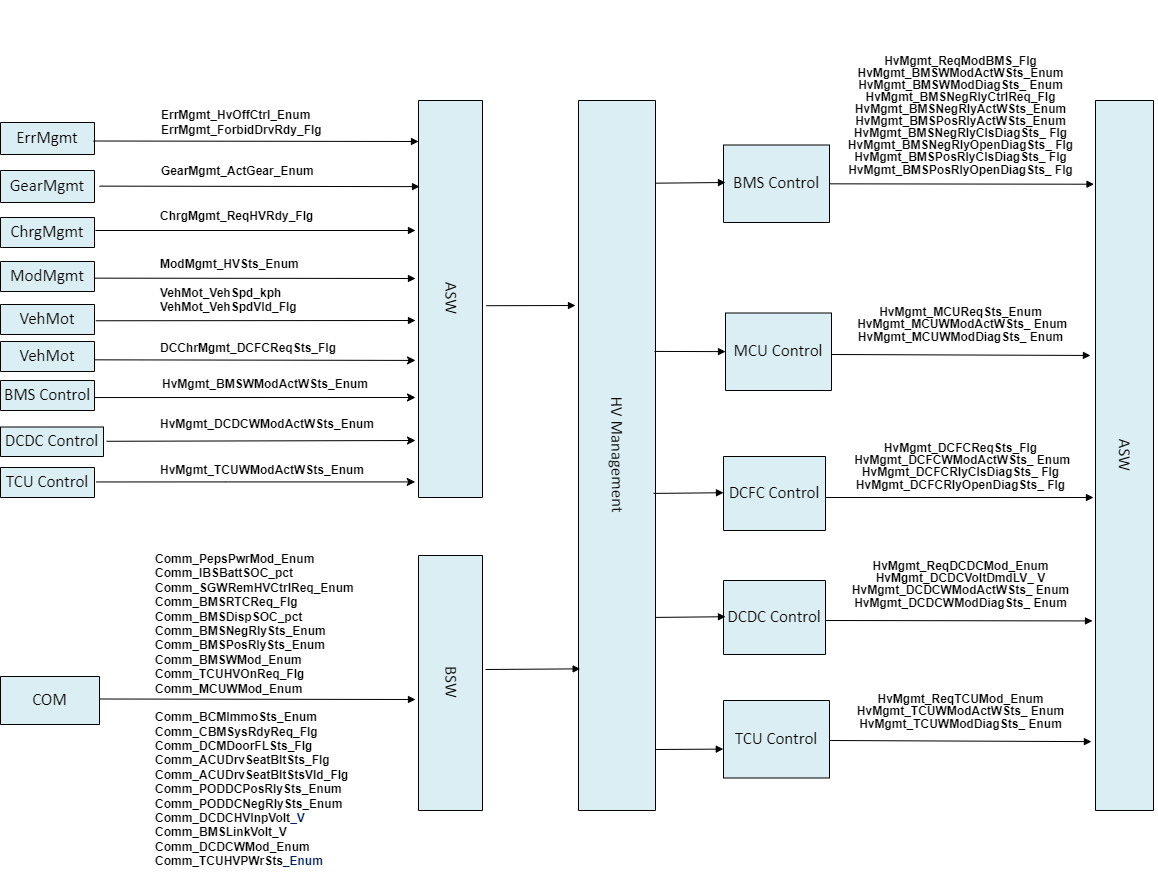 ErrMgmt
ErrMgmt_HvOffCtrl_Enum
ErrMgmt_ForbidDrvRdy_Flg
GearMgmt
GearMgmt_ActGear_Enum
ChrgMgmt
ChrgMgmt_ReqHVRdy_Flg
ModMgmt
ModMgmt_HVSts_Enum
VehMot
VehMot_VehSpd_kph
VehMot_VehSpdVld_Flg
VehMot
DCChrMgmt_DCFCReqSts_Flg
BMS Control
HvMgmt_BMSWModActWSts_Enum
DCDC Control
HvMgmt_DCDCWModActWSts_Enum
TCU Control
HvMgmt_TCUWModActWSts_Enum
ASW
COM
Comm_PepsPwrMod_Enum
Comm_IBSBattSOC_pct
Comm_SGWRemHVCtrlReq_Enum
Comm_BMSRTCReq_Flg
Comm_BMSDispSOC_pct
Comm_BMSNegRlySts_Enum
Comm_BMSPosRlySts_Enum
Comm_BMSWMod_Enum
Comm_TCUHVOnReq_Flg
Comm_MCUWMod_Enum
Comm_BCMImmoSts_Enum
Comm_CBMSysRdyReq_Flg
Comm_DCMDoorFLSts_Flg
Comm_ACUDrvSeatBltSts_Flg
Comm_ACUDrvSeatBltStsVld_Flg
Comm_PODDCPosRlySts_Enum
Comm_PODDCNegRlySts_Enum
Comm_DCDCHVInpVolt_V
Comm_BMSLinkVolt_V
Comm_DCDCWMod_Enum
Comm_TCUHVPWrSts_Enum
BSW
HV Management
BMS Control
HvMgmt_ReqModBMS_Flg
HvMgmt_BMSWModActWSts_Enum
HvMgmt_BMSWModDiagSts_Enum
HvMgmt_BMSNegRlyCtrlReq_Flg
HvMgmt_BMSNegRlyActWSts_Enum
HvMgmt_BMSPosRlyActWSts_Enum
HvMgmt_BMSNegRlyClsDiagSts_ Flg
HvMgmt_BMSNegRlyOpenDiagSts_ Flg
HvMgmt_BMSPosRlyClsDiagSts_ Flg
HvMgmt_BMSPosRlyOpenDiagSts_ Flg
MCU Control
HvMgmt_MCUReqSts_Enum
HvMgmt_MCUWModActWSts_ Enum
HvMgmt_MCUWModDiagSts_ Enum
DCFC Control
HvMgmt_DCFCReqSts_Flg
HvMgmt_DCFCWModActWSts_Enum
HvMgmt_DCFCRlyClsDiagSts_ Flg
HvMgmt_DCFCRlyOpenDiagSts_ Flg
DCDC Control
HvMgmt_ReqDCDCMod_Enum
HvMgmt_DCDCVoltDmdLV_ V
HvMgmt_DCDCWModActWSts_ Enum
HvMgmt_DCDCWModDiagSts_ Enum
TCU Control
HvMgmt_ReqTCUMod_Enum
HvMgmt_TCUWModActWSts_ Enum
HvMgmt_TCUWModDiagSts_ Enum
ASW